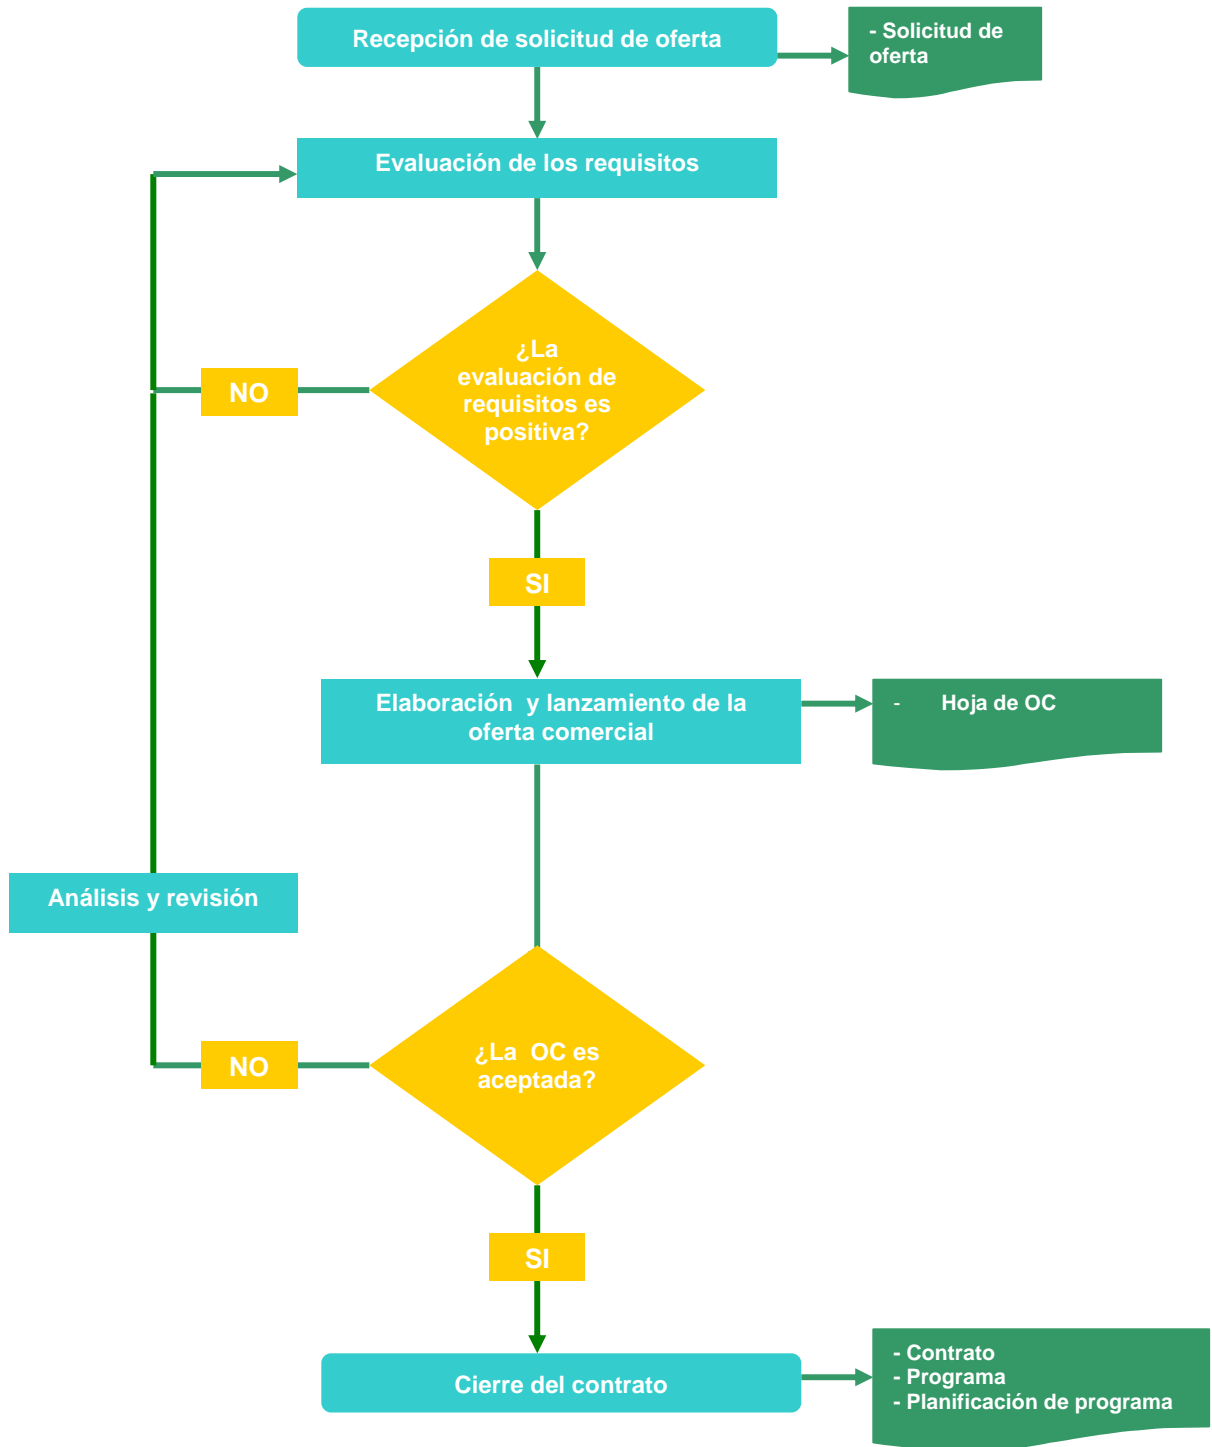 Recepción de solicitud de oferta
- Solicitud de
oferta
Evaluación de los requisitos
¿La
evaluación de
requisitos es
positiva?
NO
SI
Elaboración y lanzamiento de la
oferta comercial
- Hoja de OC
Análisis y revisión
¿La OC es
aceptada?
NO
SI
Cierre del contrato
- Contrato
- Programa
- Planificación de programa